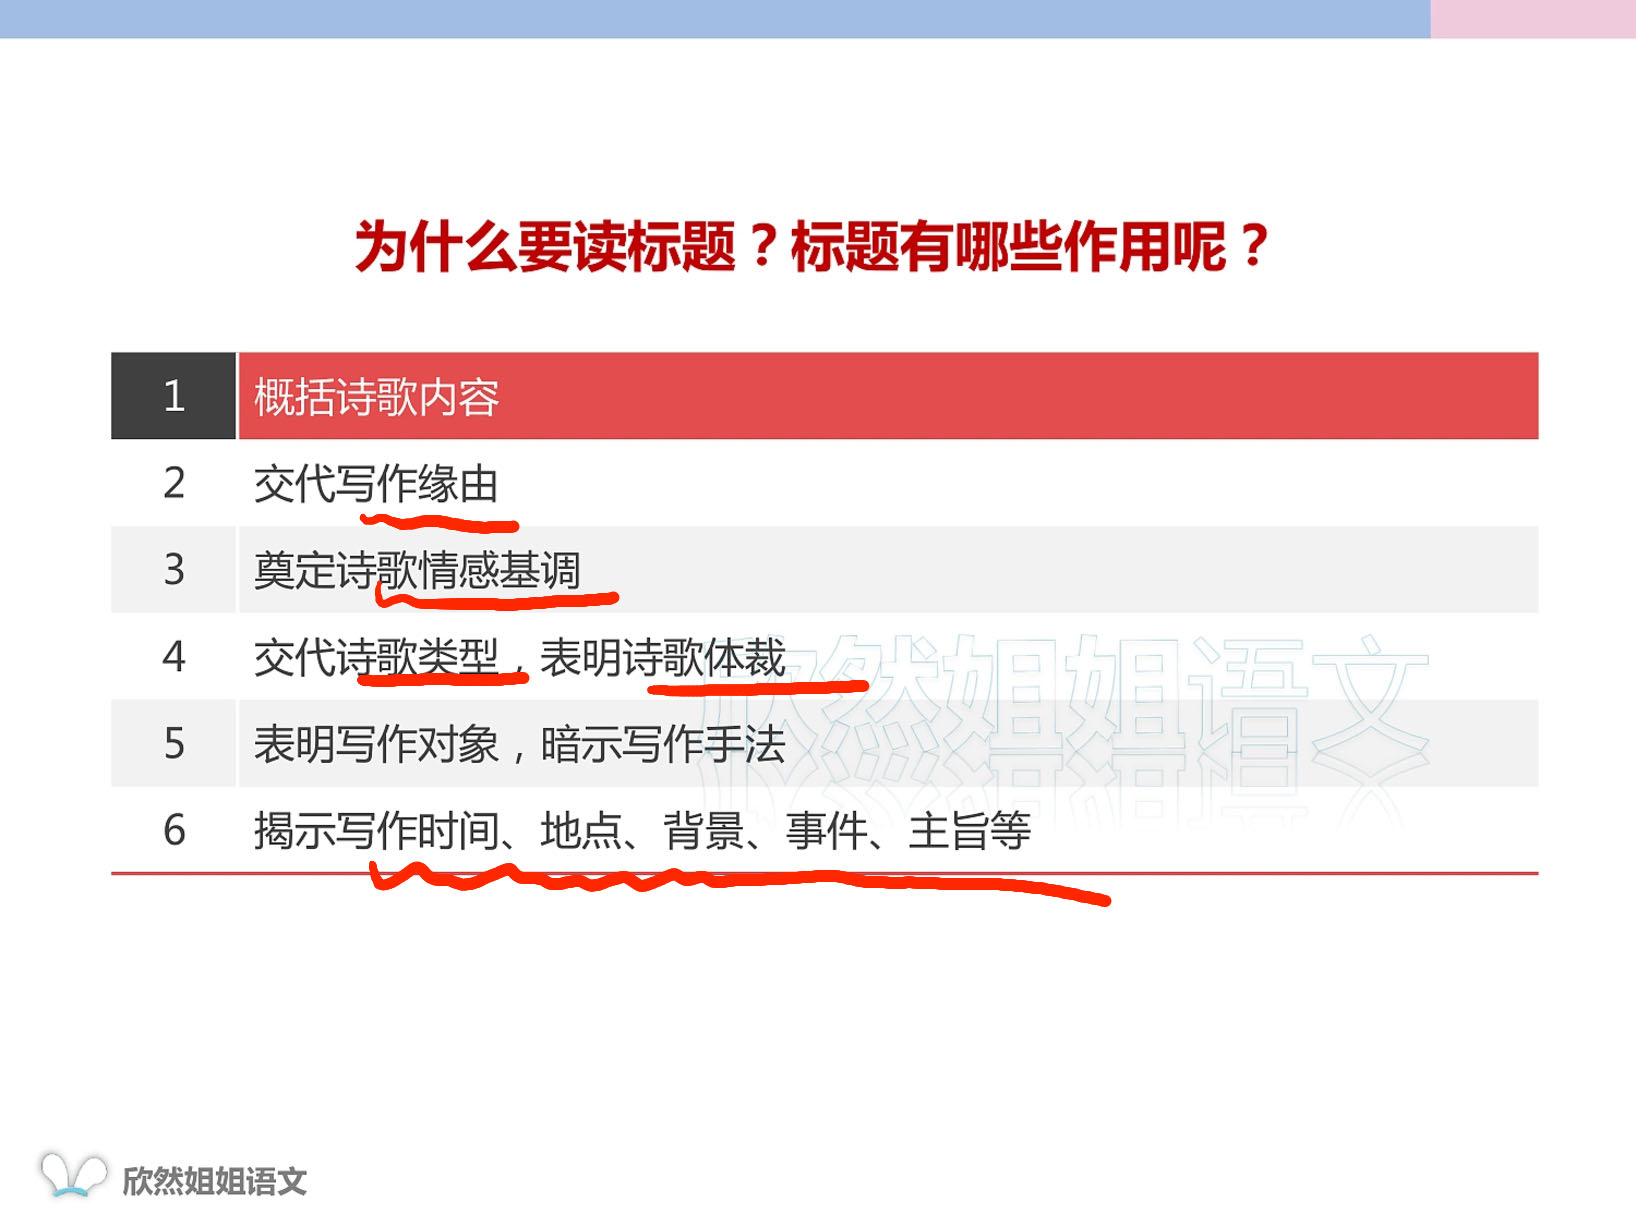 为什么要读标题？标题有哪些作用呢？
1 概括诗歌内容
2 交代写作缘由
3 奠定诗歌情感基调
4 交代诗歌类型，表明诗歌体裁
5 表明写作对象，暗示写作手法
6 揭示写作时间、地点、背景、事件、主旨等
欣然姐姐语文
欣然姐姐语文